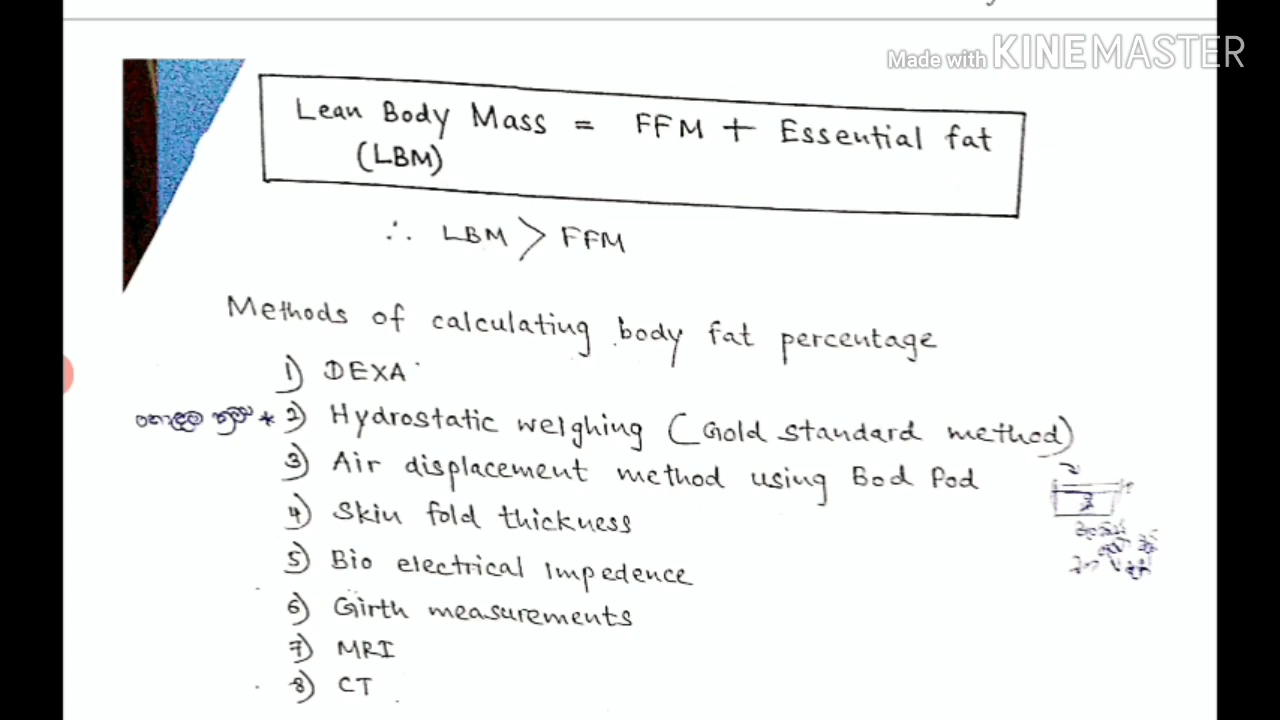 Made with KINEMASTER
Lean Body Mass = FFM + Essential fat
(LBM)
∴ LBM > FFM
Methods of calculating body fat percentage
1) DEXA
* 2) Hydrostatic weighing (Gold standard method)
3) Air displacement method using Bod Pod
4) Skin fold thickness
5) Bio electrical Impedence
6) Girth measurements
7) MRI
8) CT